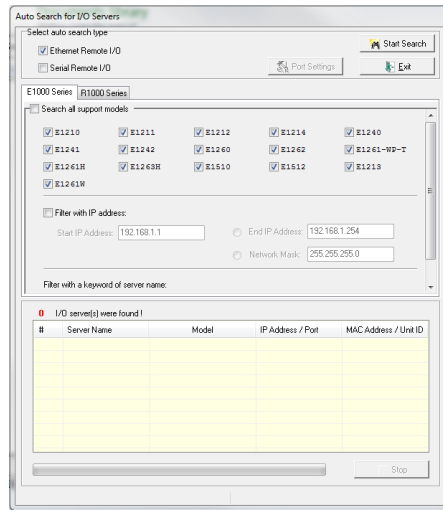 Auto Search for I/O Servers
Select auto search type
Ethernet Remote I/O
Start Search
Serial Remote I/O
Port Settings
Exit
E1000 Series R1000 Series
Search all support models
E1210 E1211 E1212 E1214 E1240
E1241 E1242 E1260 E1262 E1261-WP-T
E1261H E1263H E1510 E1512 E1213
E1261W
Filter with IP address:
Start IP Address: 192.168.1.1 End IP Address: 192.168.1.254
Network Mask: 255.255.255.0
Filter with a keyword of server name:
0 I/O server(s) were found !
# Server Name Model IP Address / Port MAC Address / Unit ID
Stop